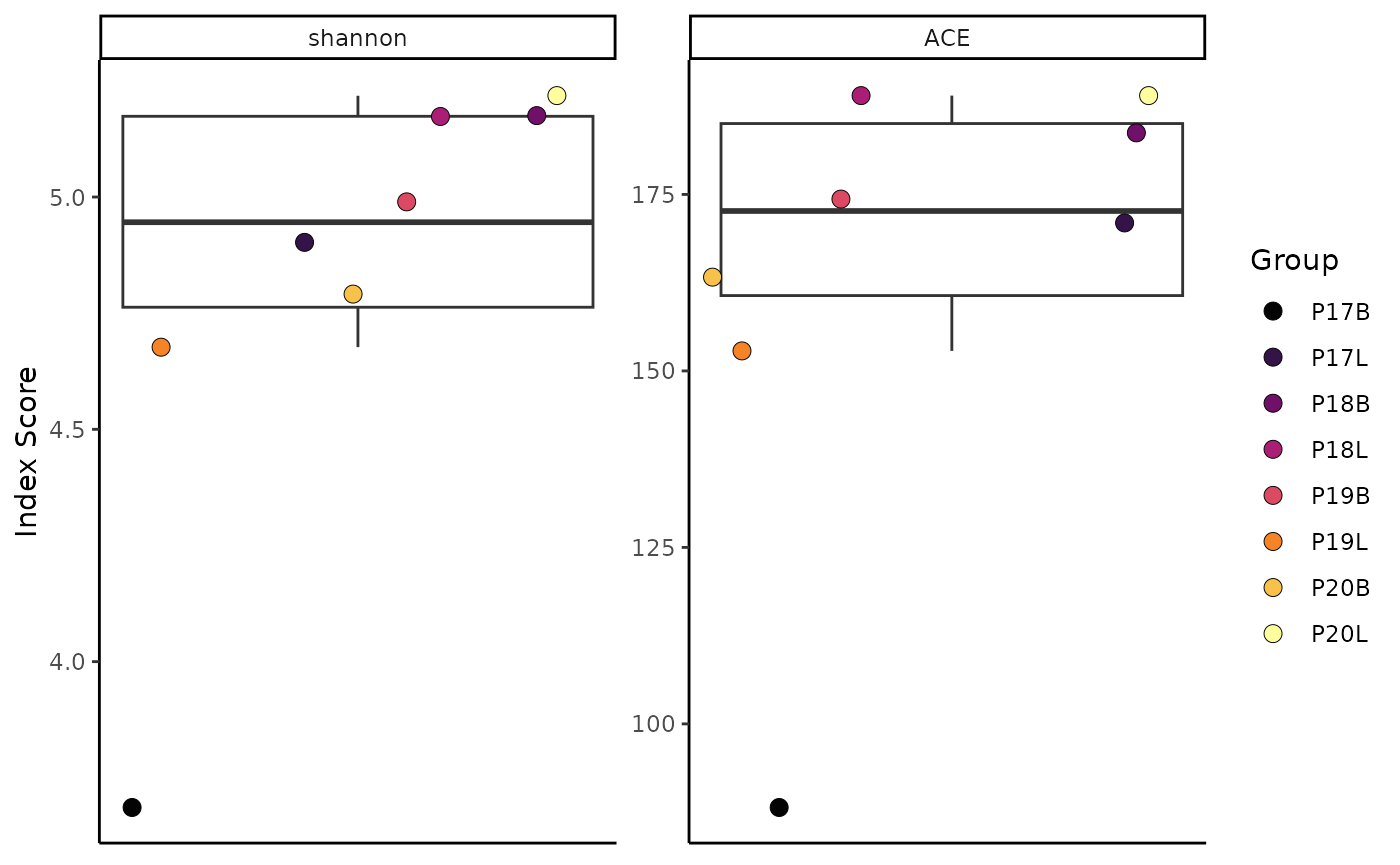 shannon
ACE
Index Score
5.0
4.5
4.0
175
150
125
100
Group
P17B
P17L
P18B
P18L
P19B
P19L
P20B
P20L